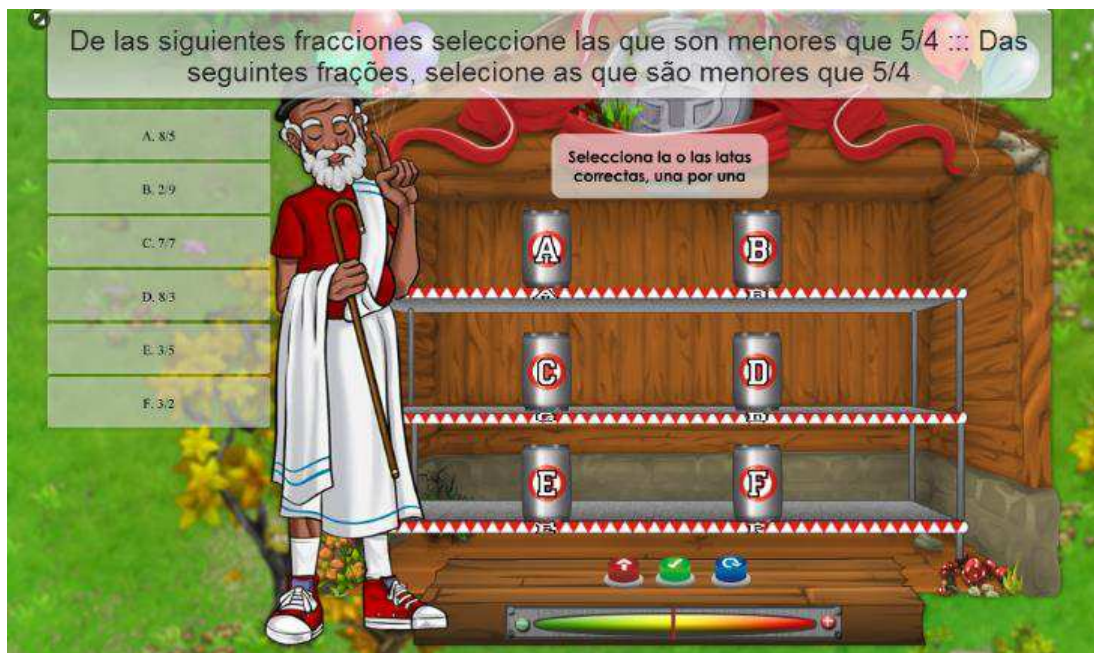 De las siguientes fracciones seleccione las que son menores que 5/4 ::: Das
seguintes frações, selecione as que são menores que 5/4
A. 8/5
B. 2/9
C. 7/7
D. 8/3
E. 3/5
F. 3/2
Selecciona la o las latas
correctas, una por una
A
B
C
D
E
F